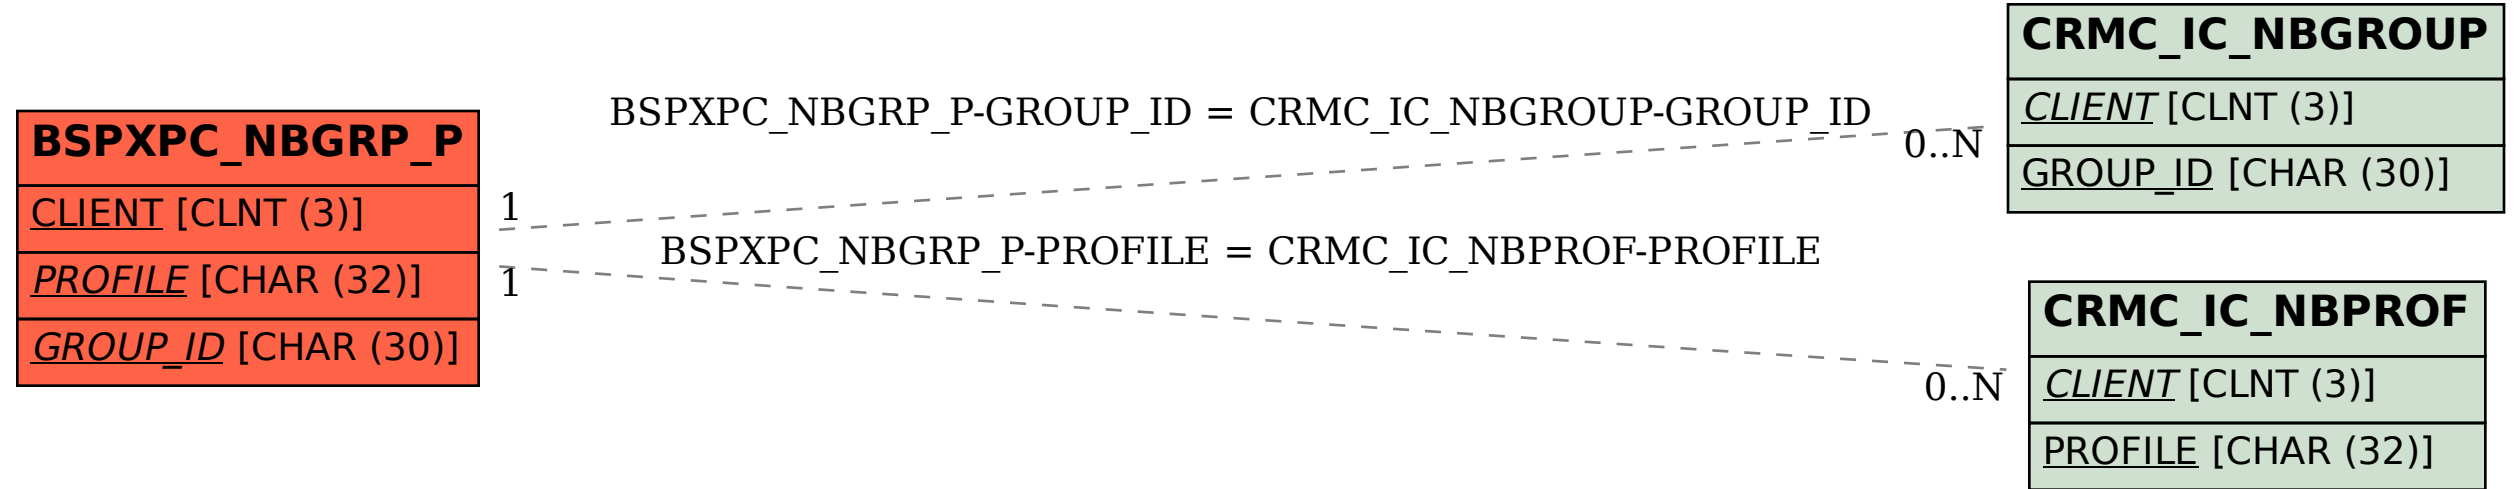 BSPXPC_NBGRP_P
CLIENT [CLNT (3)]
PROFILE [CHAR (32)]
GROUP_ID [CHAR (30)]
BSPXPC_NBGRP_P-GROUP_ID = CRMC_IC_NBGROUP-GROUP_ID
0..N
1
BSPXPC_NBGRP_P-PROFILE = CRMC_IC_NBPROF-PROFILE
1
0..N
CRMC_IC_NBGROUP
CLIENT [CLNT (3)]
GROUP_ID [CHAR (30)]
CRMC_IC_NBPROF
CLIENT [CLNT (3)]
PROFILE [CHAR (32)]